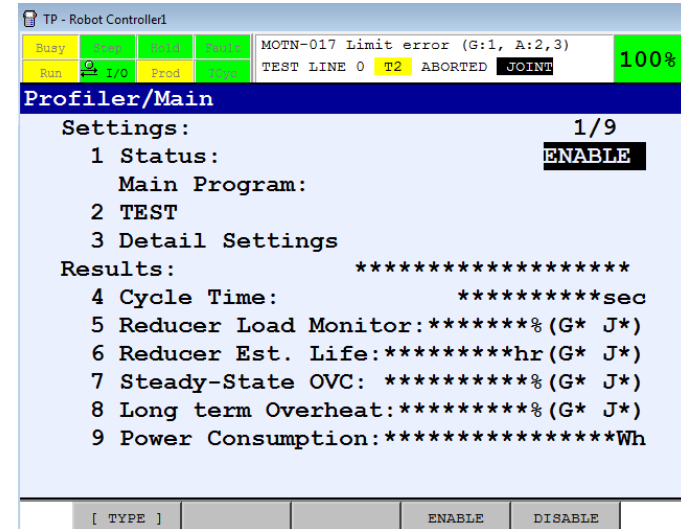 TP - Robot Controller1
Busy Step Hold Fault MOTN-017 Limit error (G:1, A:2,3)
Run I/O Prod TCyc TEST LINE 0 T2 ABORTED JOINT 100%
Profiler/Main
Settings: 1/9
1 Status: ENABLE
Main Program:
2 TEST
3 Detail Settings
Results: *******************
4 Cycle Time: **********sec
5 Reducer Load Monitor:*******%(G* J*)
6 Reducer Est. Life:*********hr(G* J*)
7 Steady-State OVC: **********%(G* J*)
8 Long term Overheat:*********%(G* J*)
9 Power Consumption:****************Wh
[ TYPE ] ENABLE DISABLE